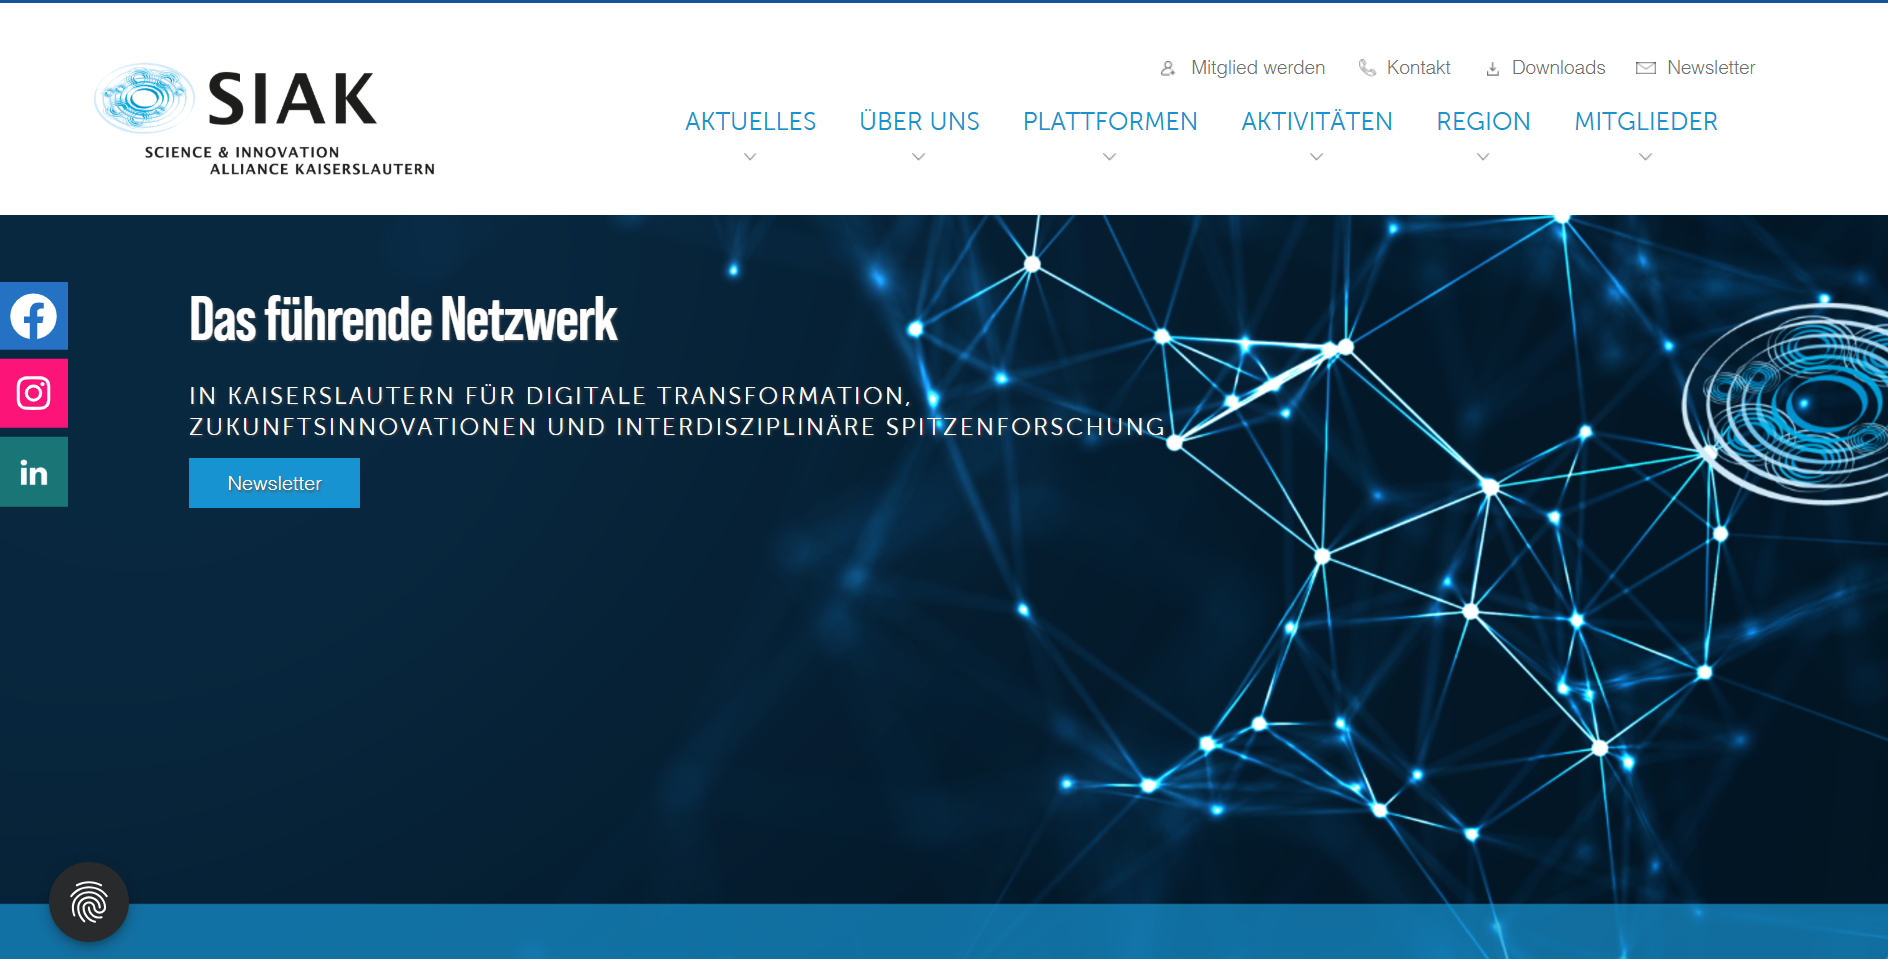 Mitglied werden Kontakt Downloads Newsletter
SIAK
SCIENCE & INNOVATION
ALLIANCE KAISERSLAUTERN
AKTUELLES ÜBER UNS PLATTFORMEN AKTIVITÄTEN REGION MITGLIEDER
Das führende Netzwerk
IN KAISERSLAUTERN FÜR DIGITALE TRANSFORMATION,
ZUKUNFTSINNOVATIONEN UND INTERDISZIPLINÄRE SPITZENFORSCHUNG
Newsletter
in